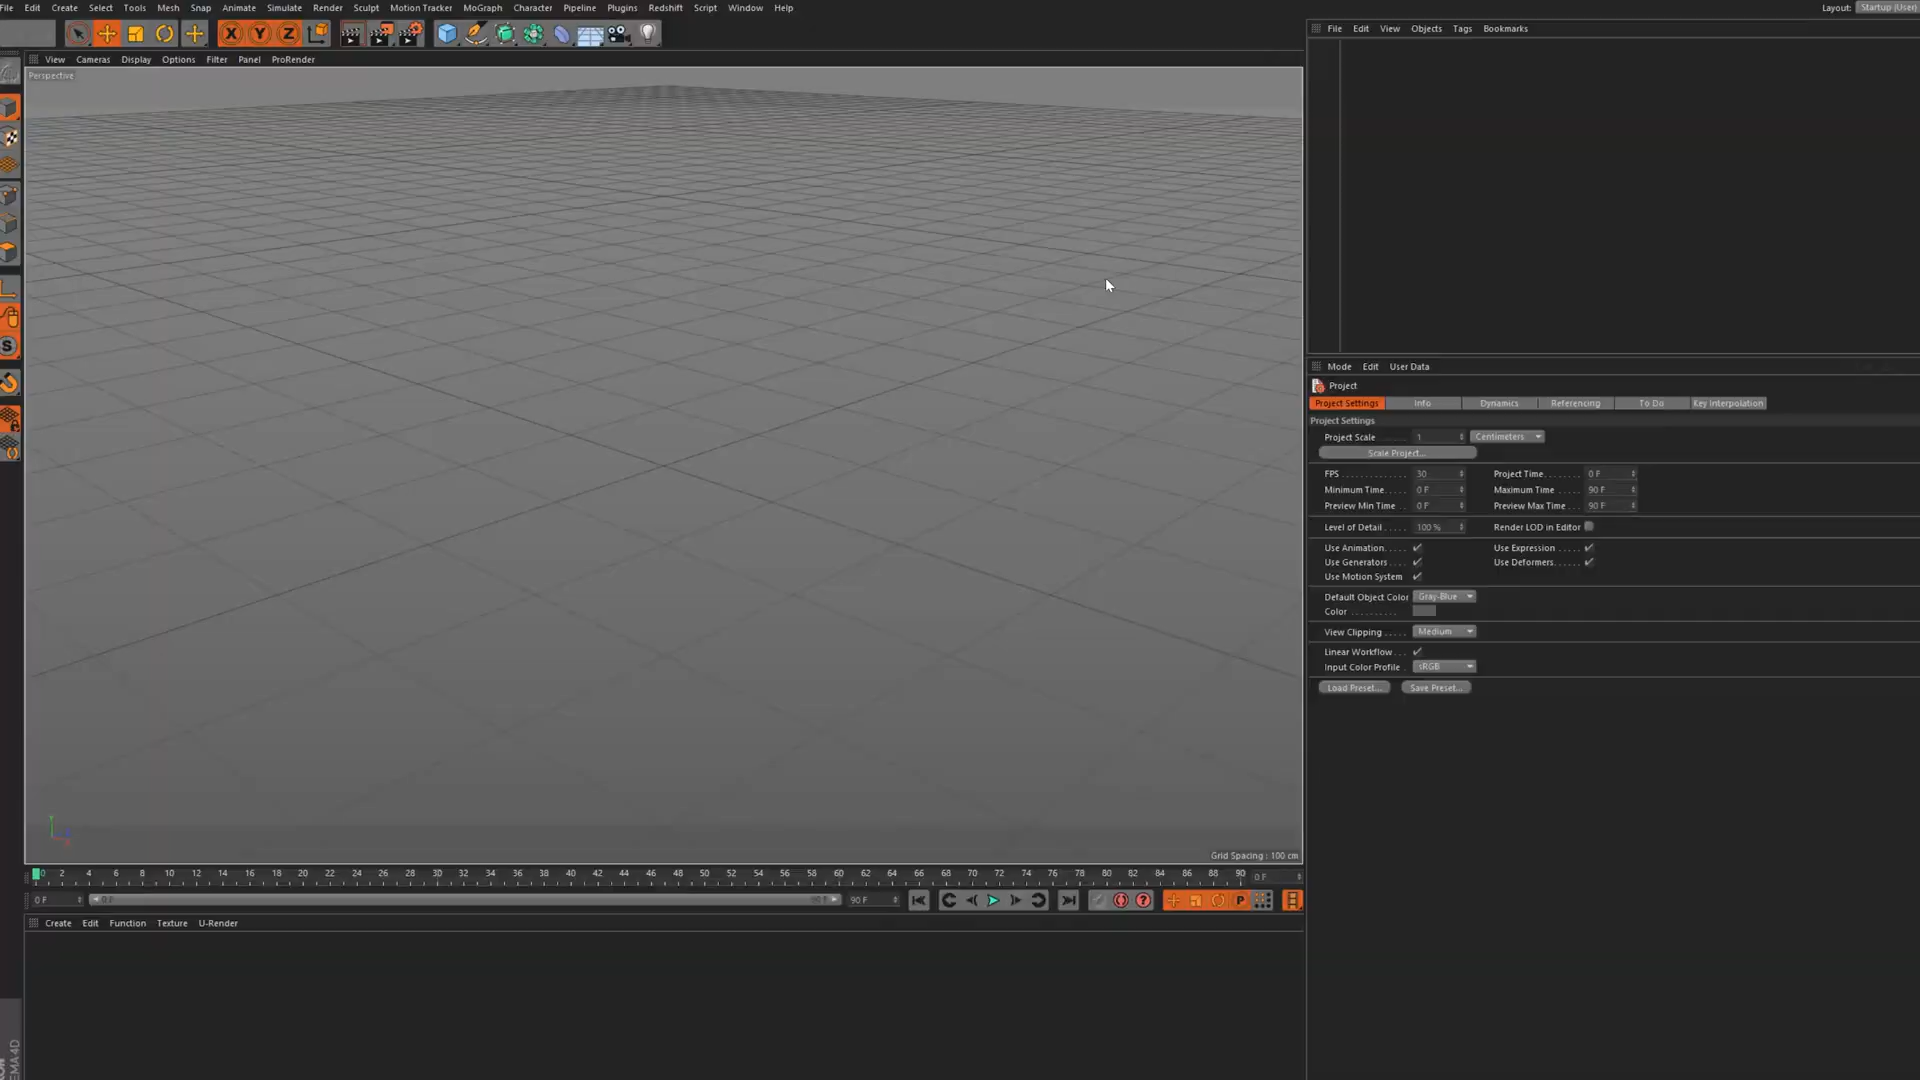 File Edit Create Select Tools Mesh Snap Animate Simulate Render Sculpt Motion Tracker MoGraph Character Pipeline Plugins Redshift Script Window Help Layout: Startup (User)
X Y Z
File Edit View Objects Tags Bookmarks
View Cameras Display Options Filter Panel ProRender
Perspective
S
Mode Edit User Data
Project
Project Settings Info Dynamics Referencing To Do Key Interpolation
Project Settings
Project Scale 1 Centimeters
Scale Project...
FPS 30 Project Time 0 F
Minimum Time 0 F Maximum Time 90 F
Preview Min Time 0 F Preview Max Time 90 F
Level of Detail 100 % Render LOD in Editor
Use Animation Use Expression
Use Generators Use Deformers
Use Motion System
Default Object Color Gray-Blue
Color
View Clipping Medium
Linear Workflow
Input Color Profile sRGB
Load Preset... Save Preset...
Y
Grid Spacing : 100 cm
0 2 4 6 8 10 12 14 16 18 20 22 24 26 28 30 32 34 36 38 40 42 44 46 48 50 52 54 56 58 60 62 64 66 68 70 72 74 76 78 80 82 84 86 88 90 0 F
0 F 0 F 90 F 90 F ? P
Create Edit Function Texture U-Render
EMA4D